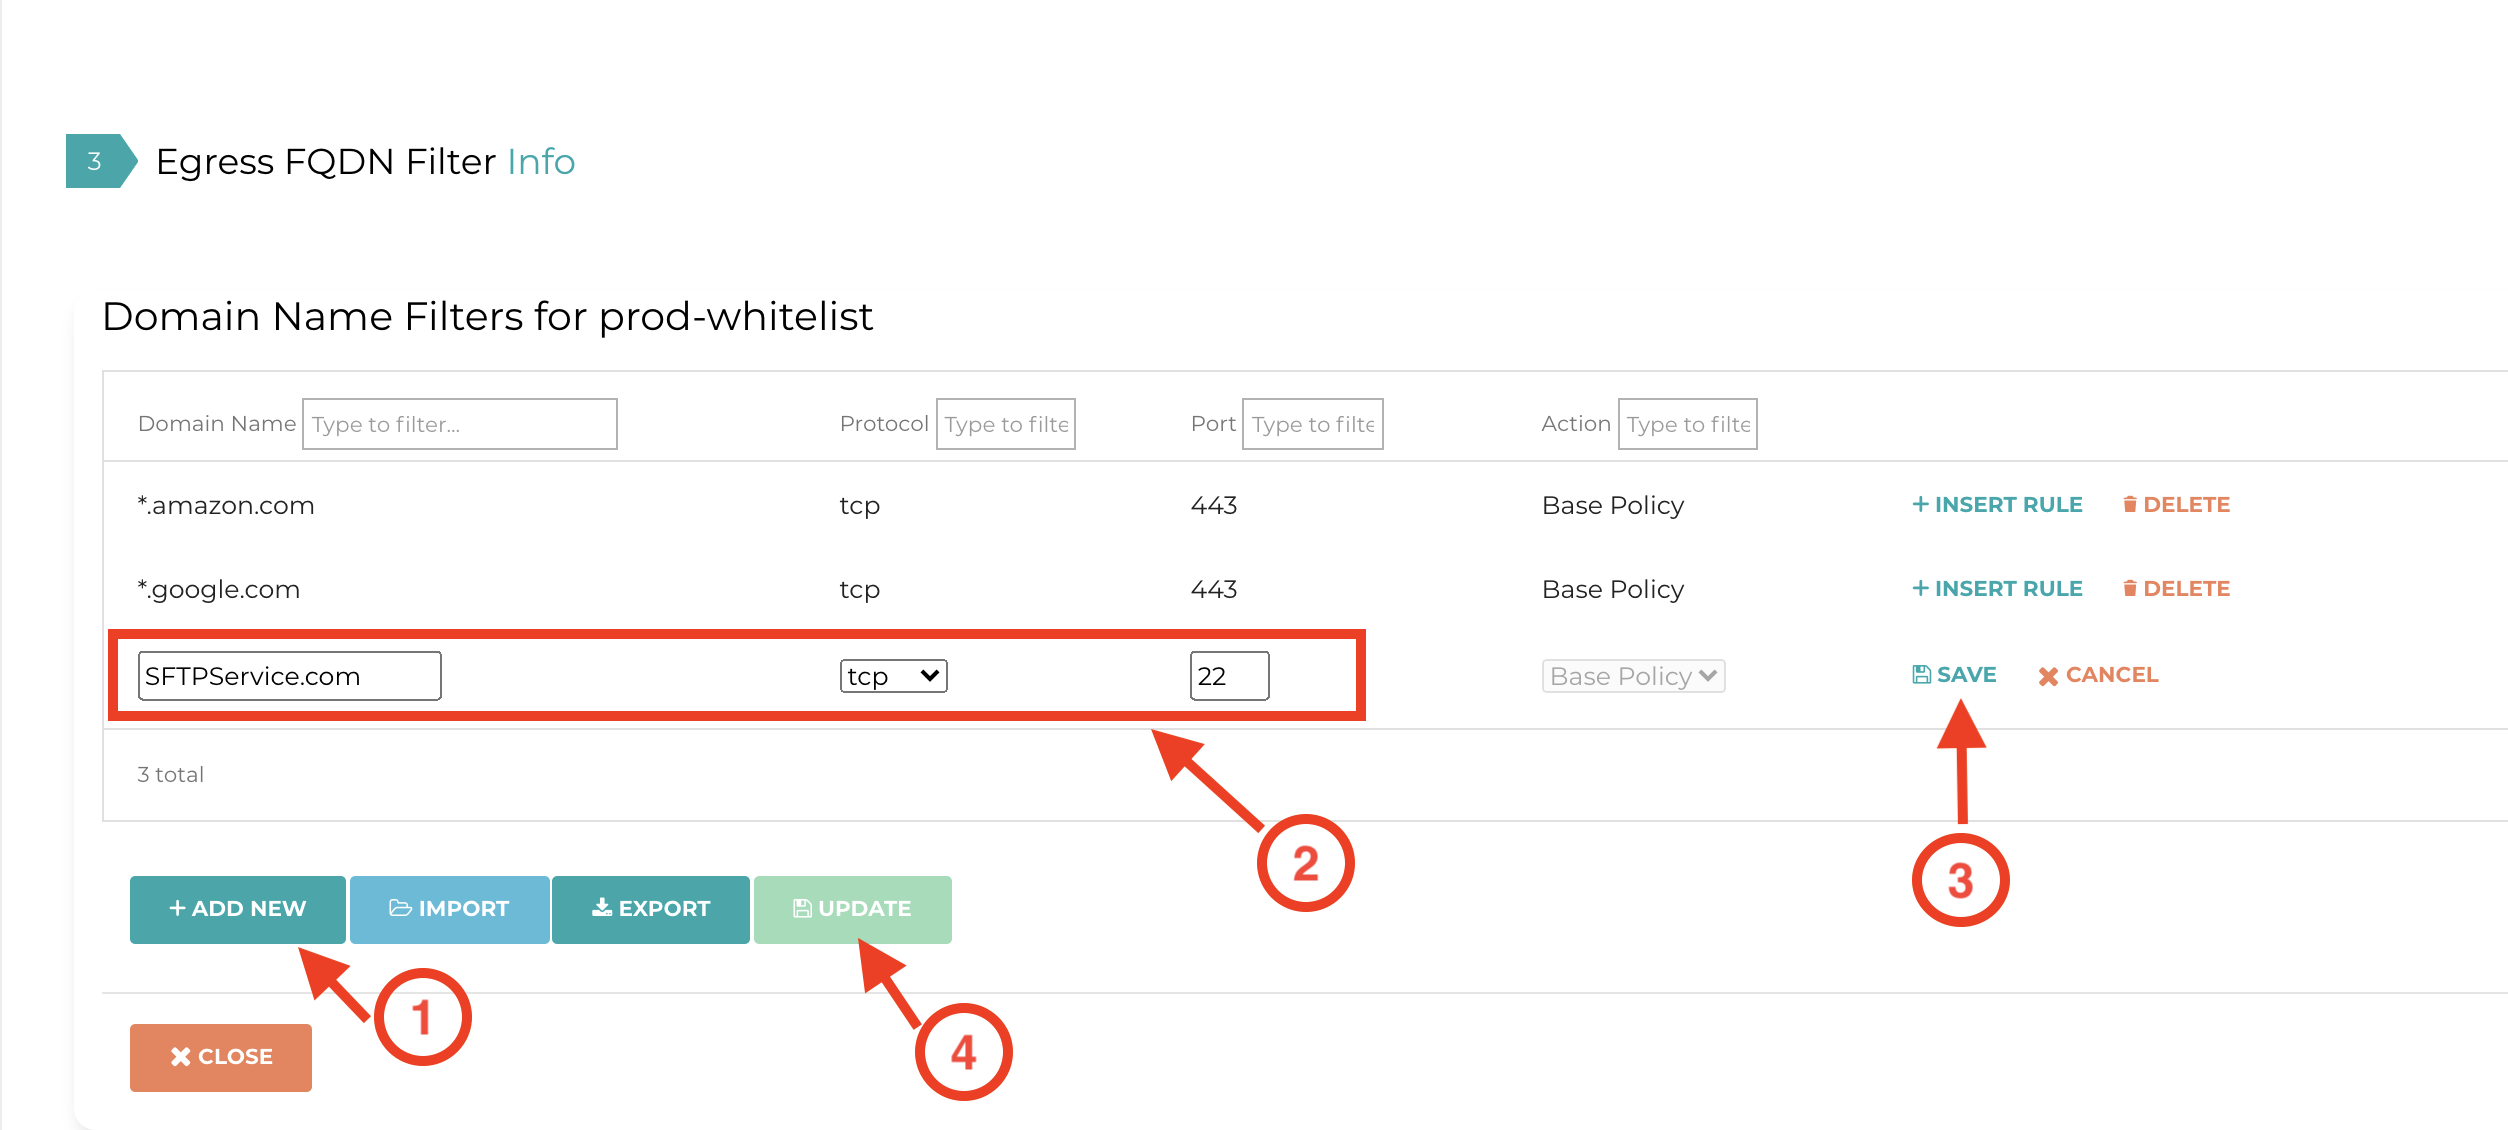 3 Egress FQDN Filter Info
Domain Name Filters for prod-whitelist
Domain Name Type to filter... Protocol Type to filte Port Type to filte Action Type to filte
*.amazon.com tcp 443 Base Policy + INSERT RULE DELETE
*.google.com tcp 443 Base Policy + INSERT RULE DELETE
SFTPService.com tcp 22 Base Policy SAVE CANCEL
3 total
2
3
+ ADD NEW IMPORT EXPORT UPDATE
1
4
CLOSE